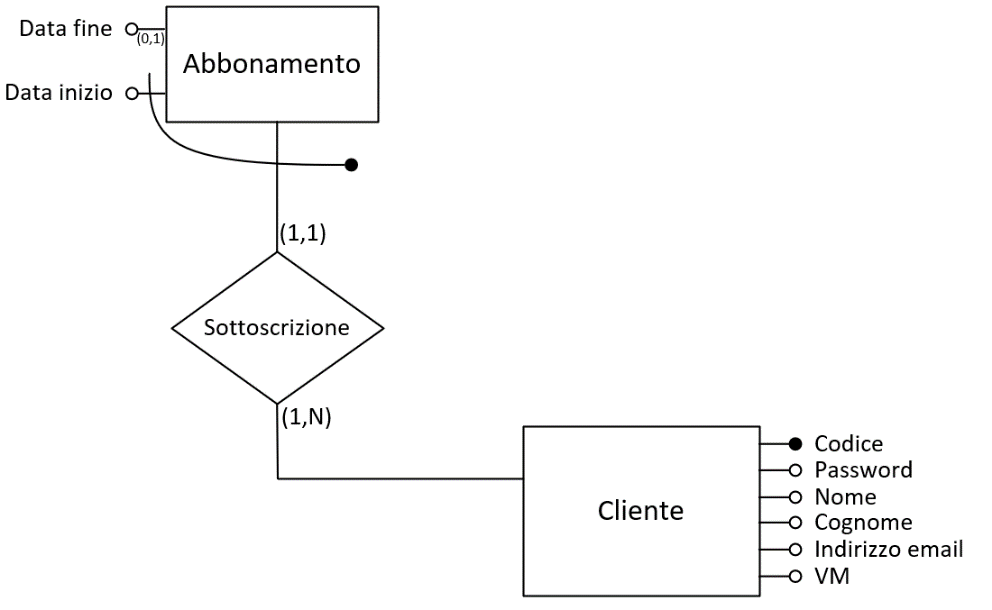 Data fine
(0,1)
Abbonamento
Data inizio
(1,1)
Sottoscrizione
(1,N)
Cliente
Codice
Password
Nome
Cognome
Indirizzo email
VM